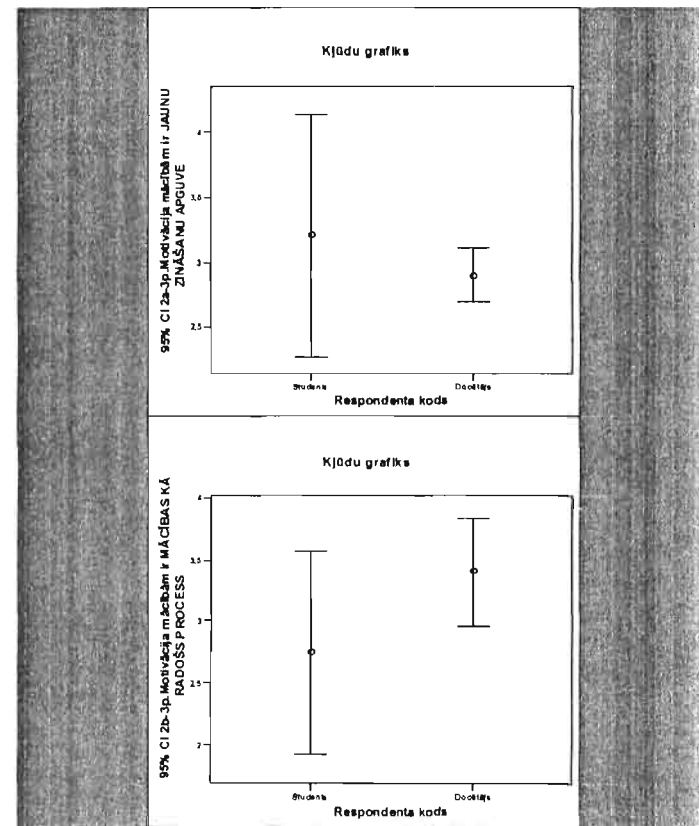 Kļūdu grafiks
95% CI 2a-3p.Motivācija mācībām ir JAUNU
ZINĀŠANU APGUVE
4
3,5
3
2,5
Students
Docētājs
Respondenta kods
Kļūdu grafiks
95% CI 2b-3p.Motivācija mācībām ir MĀCĪBAS KĀ
RADOŠS PROCESS
4
3,5
3
2,5
2
Students
Docētājs
Respondenta kods